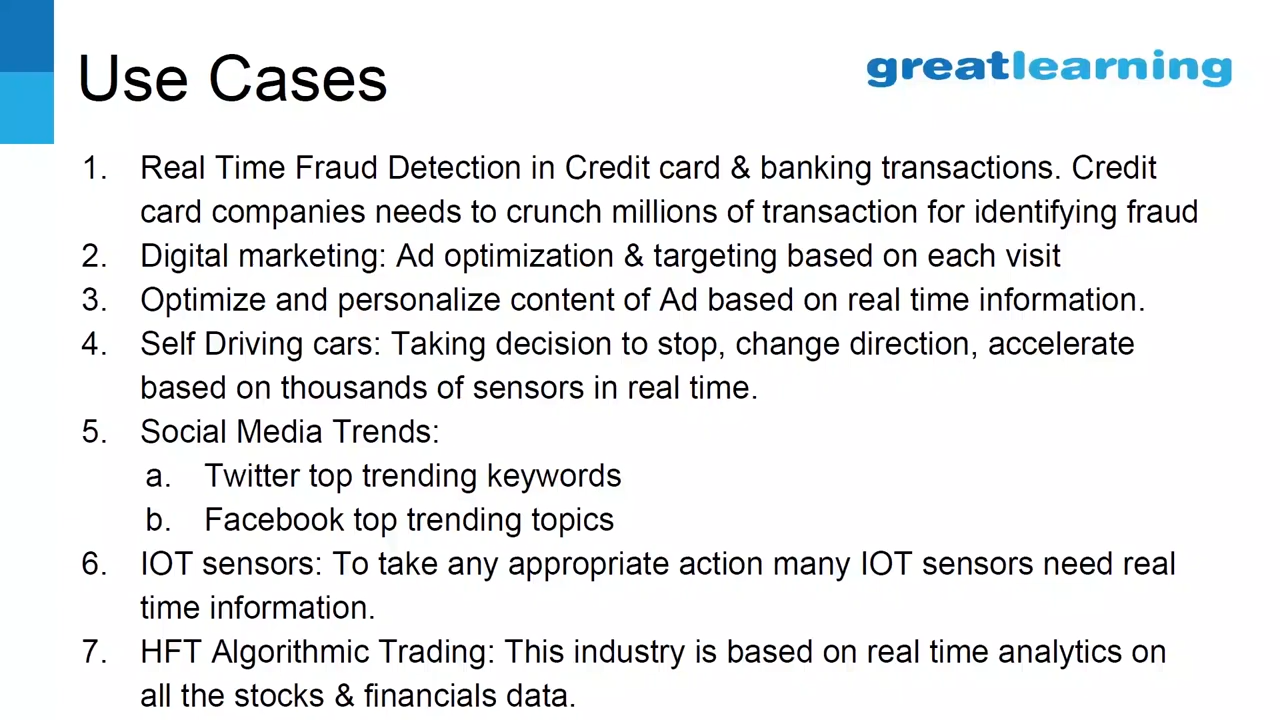 Use Cases
greatlearning
1. Real Time Fraud Detection in Credit card & banking transactions. Credit
card companies needs to crunch millions of transaction for identifying fraud
2. Digital marketing: Ad optimization & targeting based on each visit
3. Optimize and personalize content of Ad based on real time information.
4. Self Driving cars: Taking decision to stop, change direction, accelerate
based on thousands of sensors in real time.
5. Social Media Trends:
a. Twitter top trending keywords
b. Facebook top trending topics
6. IOT sensors: To take any appropriate action many IOT sensors need real
time information.
7. HFT Algorithmic Trading: This industry is based on real time analytics on
all the stocks & financials data.